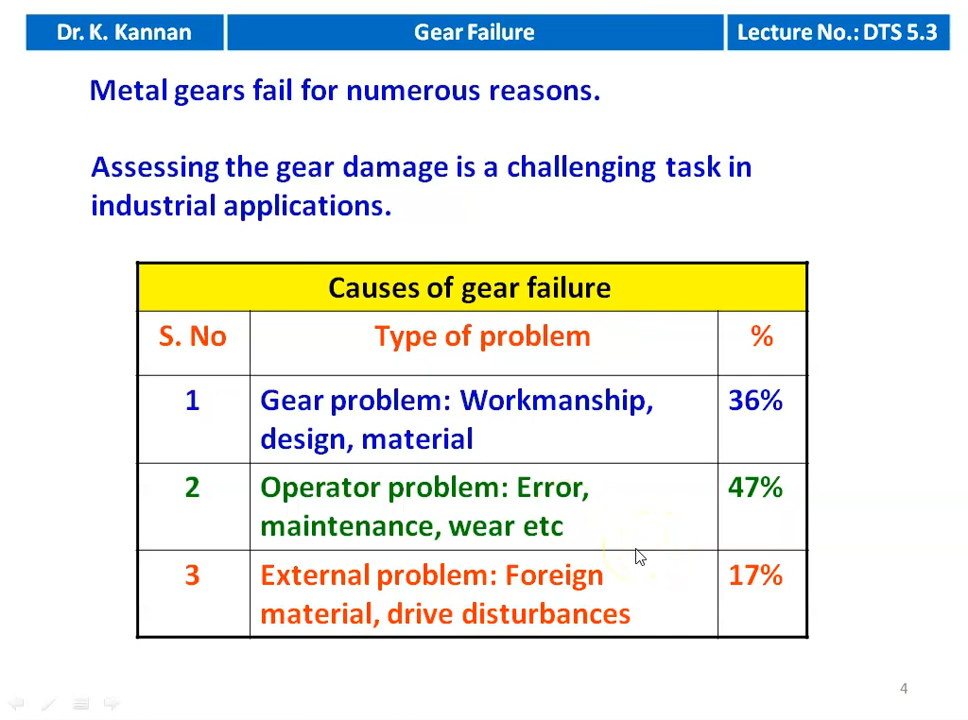 Dr. K. Kannan
Gear Failure
Lecture No.: DTS 5.3
Metal gears fail for numerous reasons.
Assessing the gear damage is a challenging task in
industrial applications.
Causes of gear failure
S. No
Type of problem
%
1
Gear problem: Workmanship,
design, material
36%
2
Operator problem: Error,
maintenance, wear etc
47%
3
External problem: Foreign
material, drive disturbances
17%
4